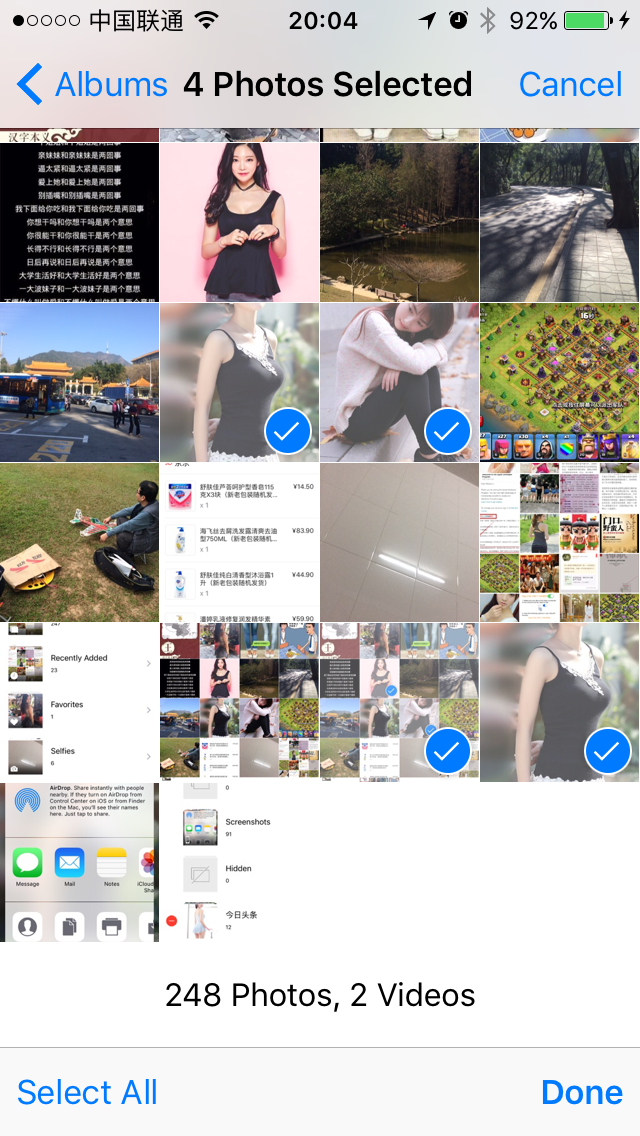 中国联通
20:04
92%
Albums
4 Photos Selected
Cancel
汉字本义
亲妹妹和亲妹妹是两回事
逼太紧和逼太紧是两回事
爱上她和爱上她是两回事
别插嘴和别插嘴是两回事
我下面给你吃和我下面给你吃是两回事
你想干吗和你想干吗是两个意思
你很能干和你很能干是两个意思
长得不行和长得不行是两个意思
日后再说和日后再说是两个意思
大学生活好和大学生活好是两个意思
一大波妹子和一大波妹子是两个意思
16秒
舒肤佳芦荟呵护型香皂115
克X3块（新老包装随机发...
¥14.50
x 1
海飞丝去屑洗发露清爽去油
型750ML（新老包装随机...
¥83.90
x 1
舒肤佳纯白清香型沐浴露1
升（新老包装随机发货）
¥44.90
x 1
潘婷乳液修复润发精华素
¥59.90
门口
野蛮人
247
Recently Added
23
Favorites
1
Selfies
6
AirDrop. Share instantly with people
nearby. If they turn on AirDrop from
Control Center on iOS or from Finder
on the Mac, you'll see their names
here. Just tap to share.
Message
Mail
Notes
iCloud
Sha
0
Screenshots
91
Hidden
0
今日头条
12
248 Photos, 2 Videos
Select All
Done